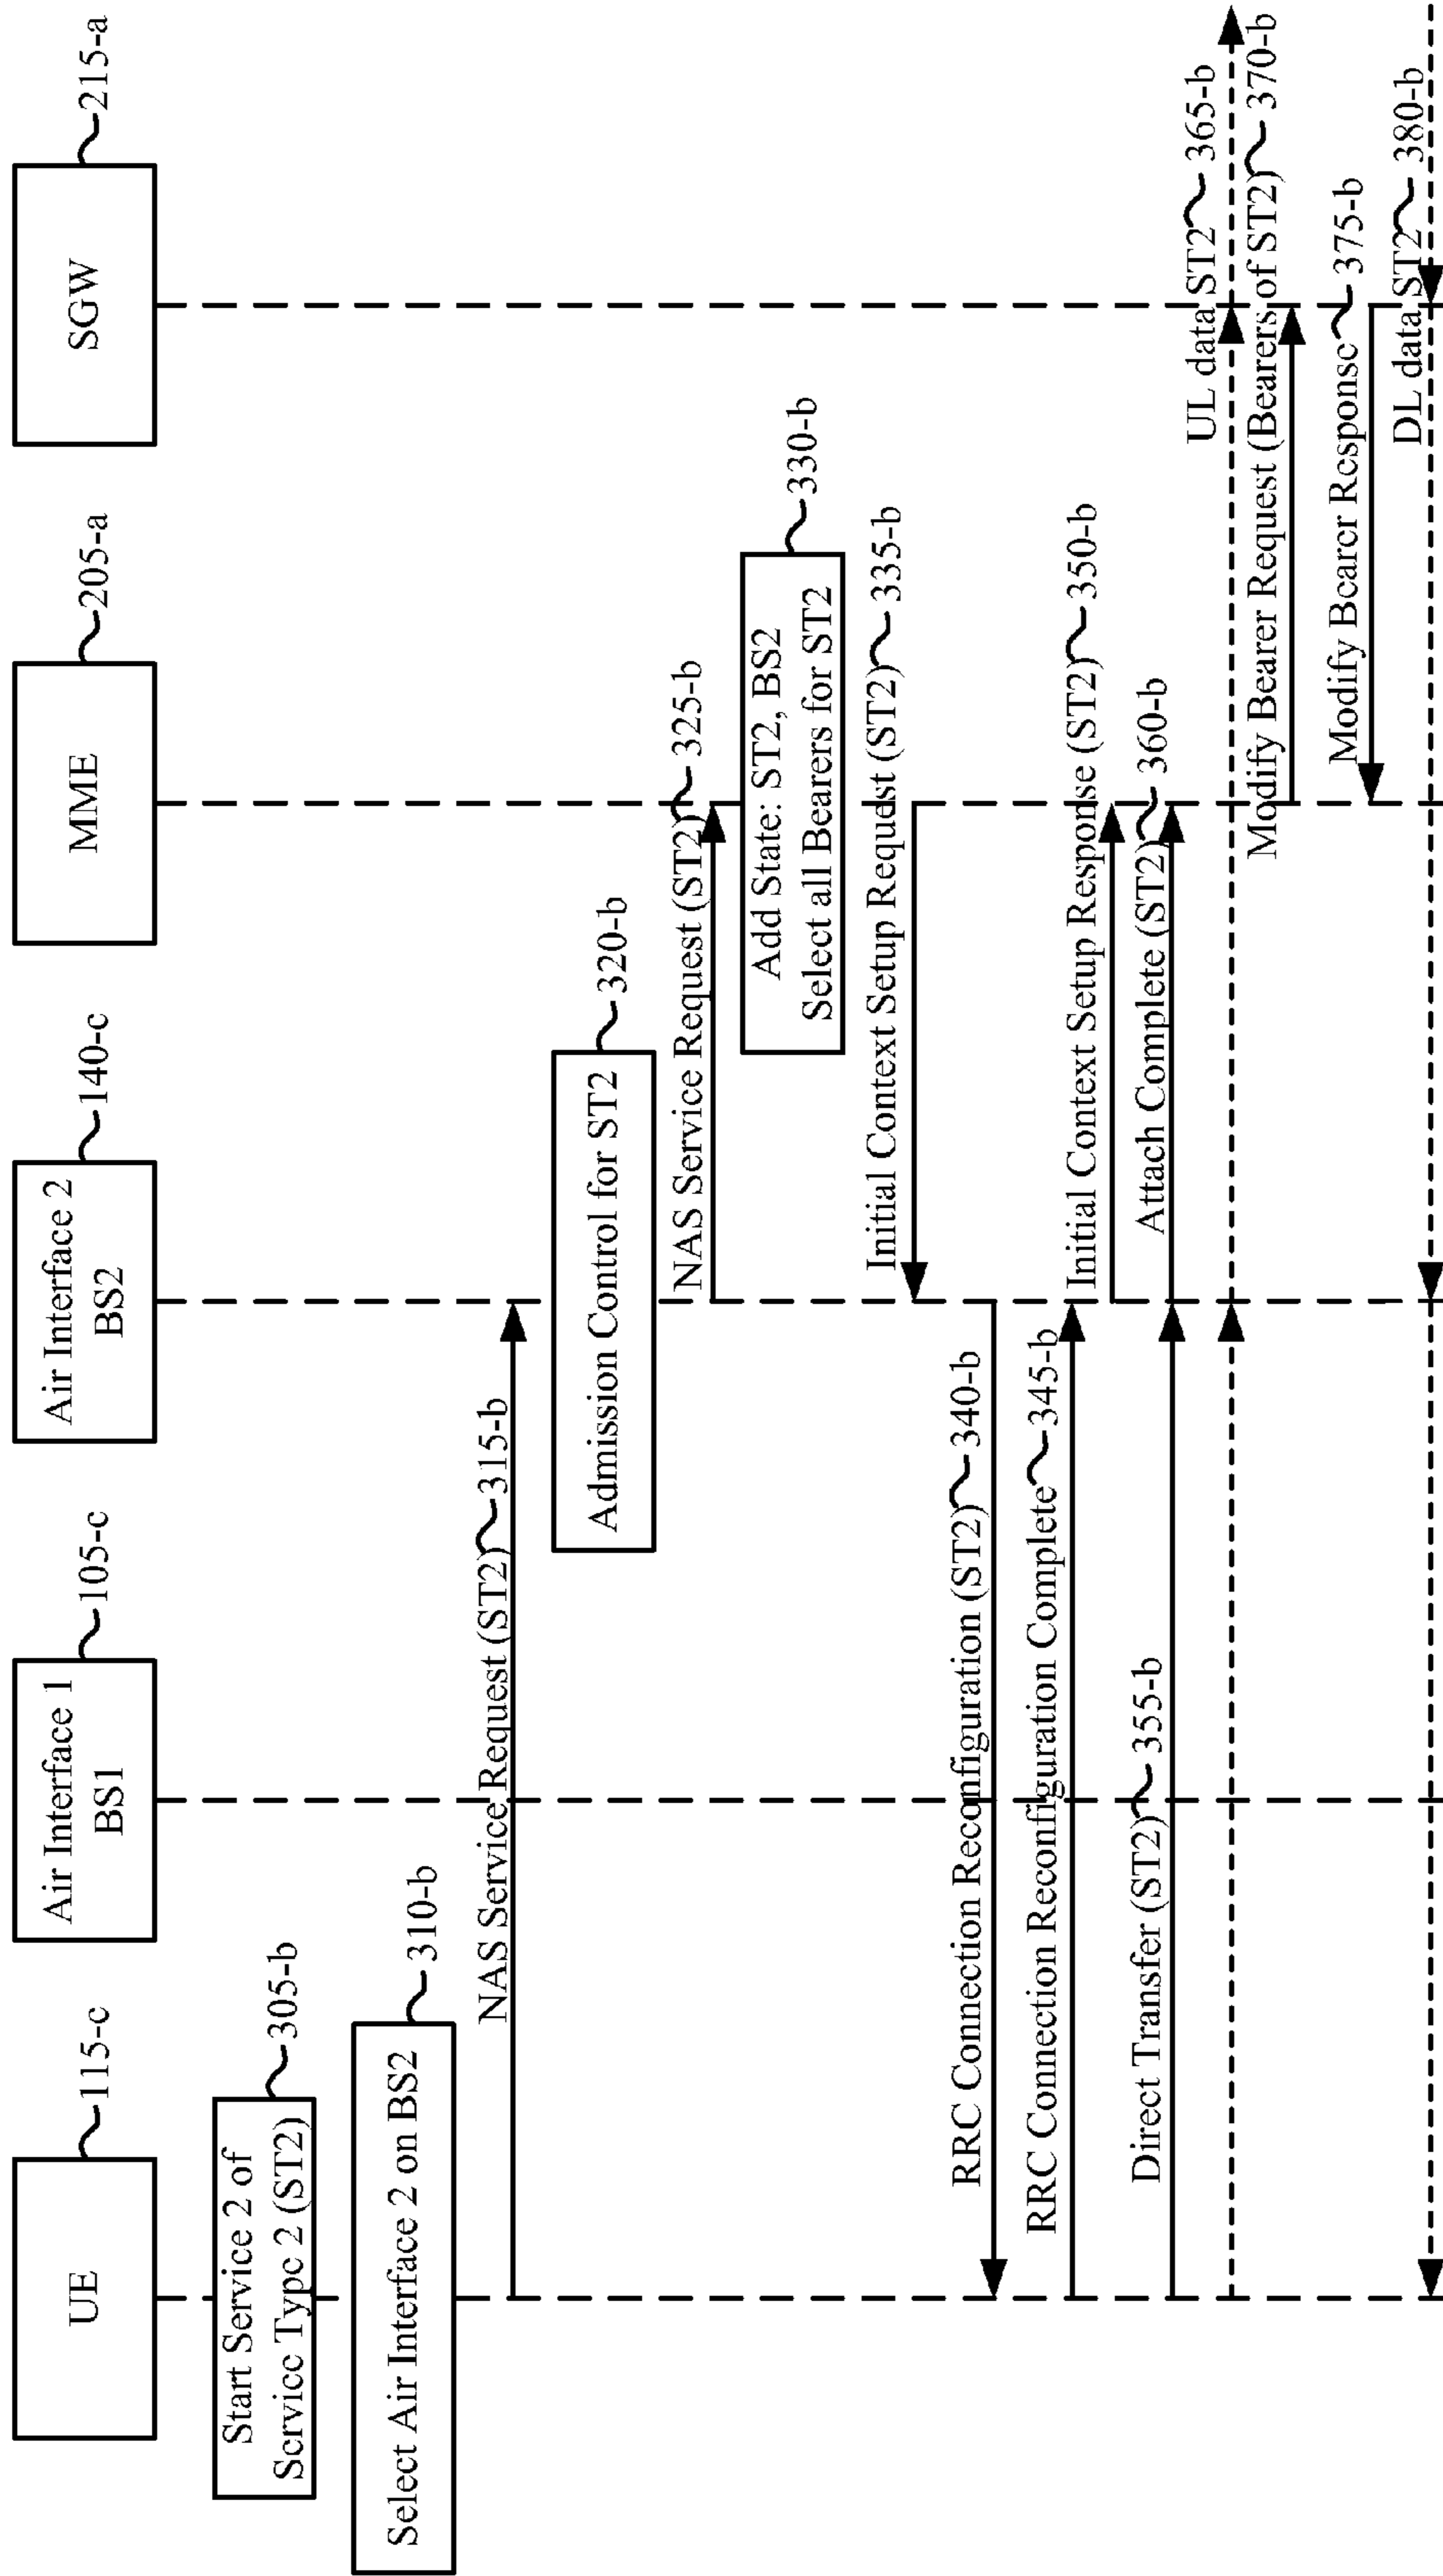 UE
115-c
Air Interface 1
BS1
105-c
Air Interface 2
BS2
140-c
MME
205-a
SGW
215-a
Start Service 2 of
Service Type 2 (ST2)
305-b
Select Air Interface 2 on BS2
310-b
NAS Service Request (ST2)
315-b
Admission Control for ST2
320-b
NAS Service Request (ST2)
325-b
Add State: ST2, BS2
Select all Bearers for ST2
330-b
Initial Context Setup Request (ST2)
335-b
RRC Connection Reconfiguration (ST2)
340-b
RRC Connection Reconfiguration Complete
345-b
Initial Context Setup Response (ST2)
350-b
Direct Transfer (ST2)
355-b
Attach Complete (ST2)
360-b
UL data ST2
365-b
Modify Bearer Request (Bearers of ST2)
370-b
Modify Bearer Response
375-b
DL data ST2
380-b